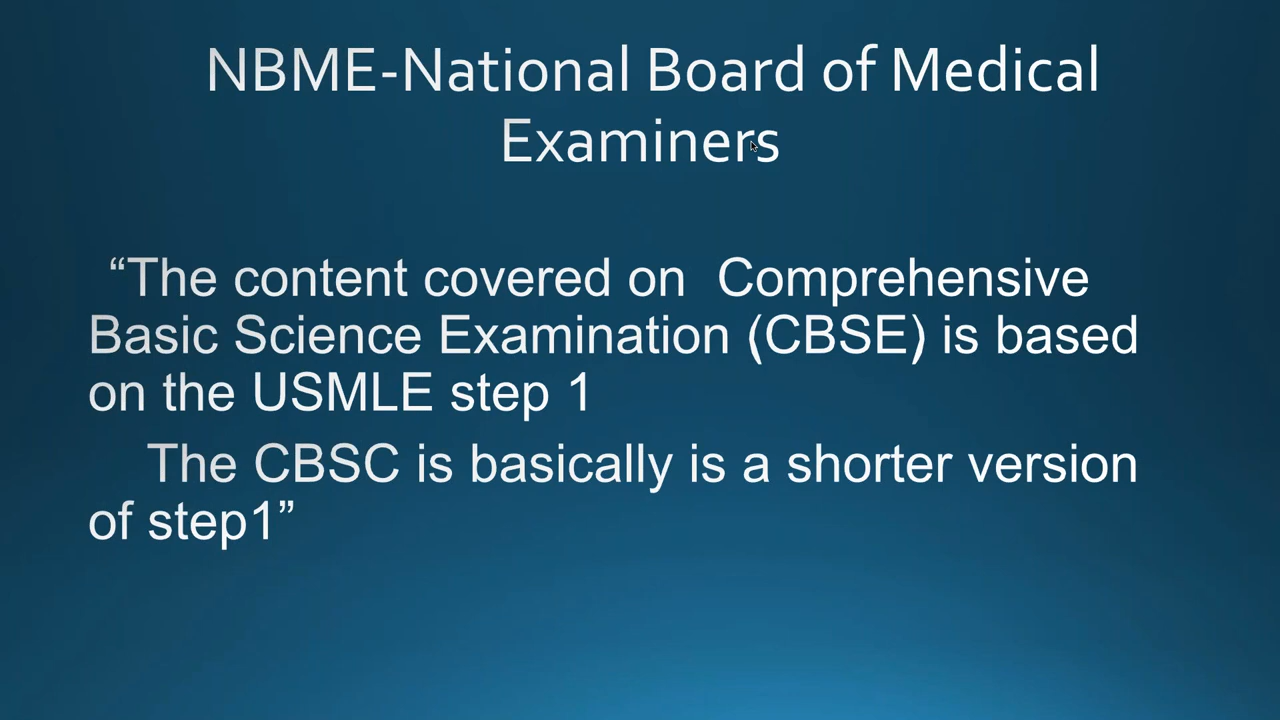 NBME-National Board of Medical
Examiners
“The content covered on  Comprehensive
Basic Science Examination (CBSE) is based
on the USMLE step 1
The CBSC is basically is a shorter version
of step1”